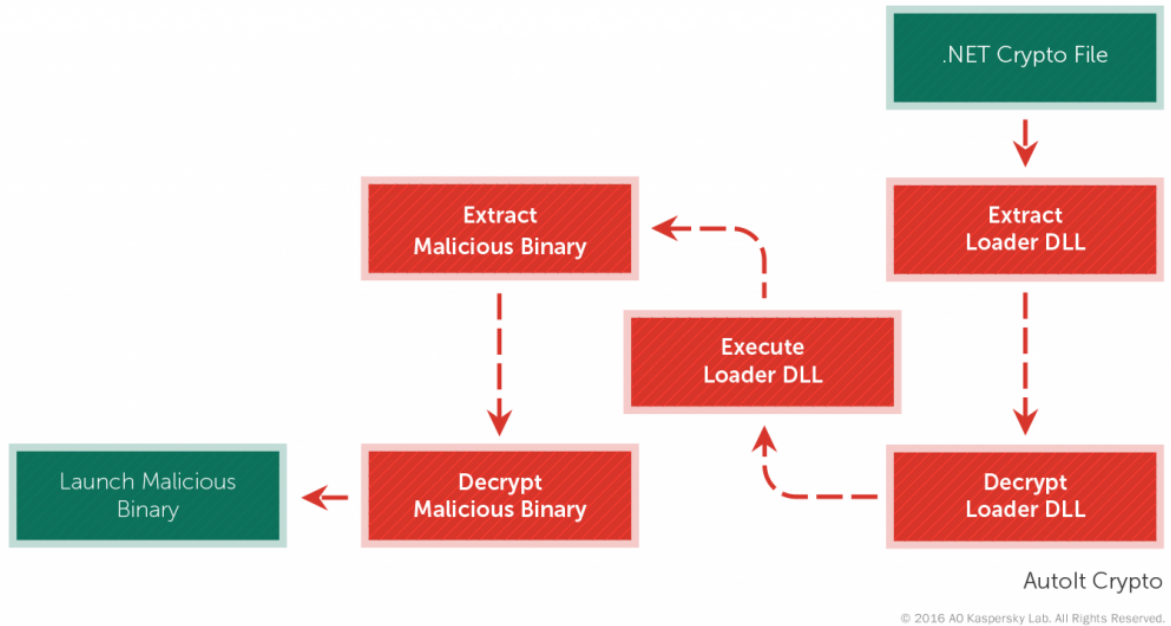 .NET Crypto File
Extract
Loader DLL
Decrypt
Loader DLL
Execute
Loader DLL
Extract
Malicious Binary
Decrypt
Malicious Binary
Launch Malicious
Binary
AutoIt Crypto
© 2016 AO Kaspersky Lab. All Rights Reserved.